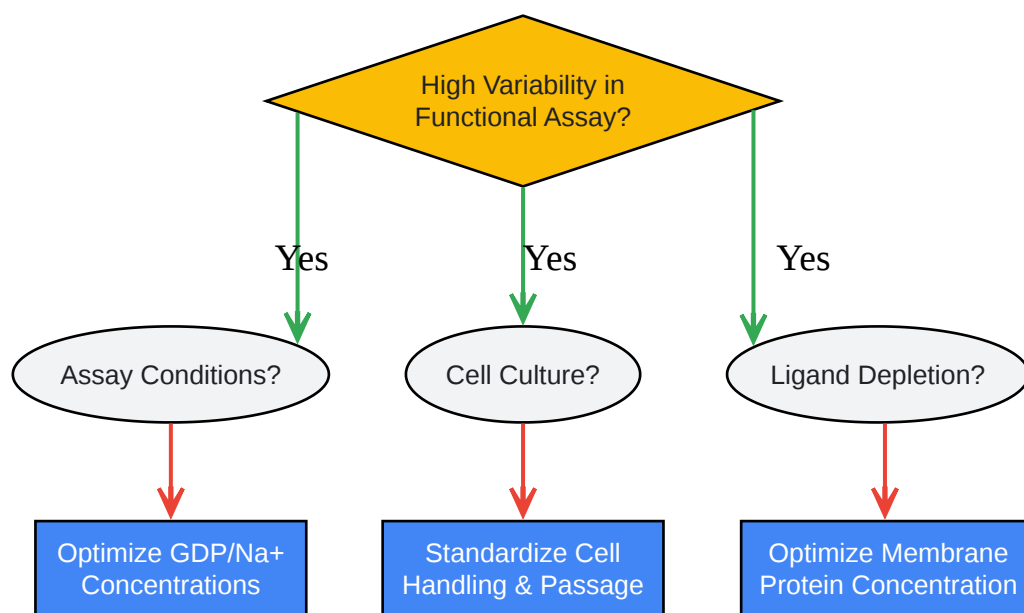 High Variability in
Functional Assay?
Yes
Yes
Yes
Assay Conditions?
Cell Culture?
Ligand Depletion?
Optimize GDP/Na+
Concentrations
Standardize Cell
Handling & Passage
Optimize Membrane
Protein Concentration